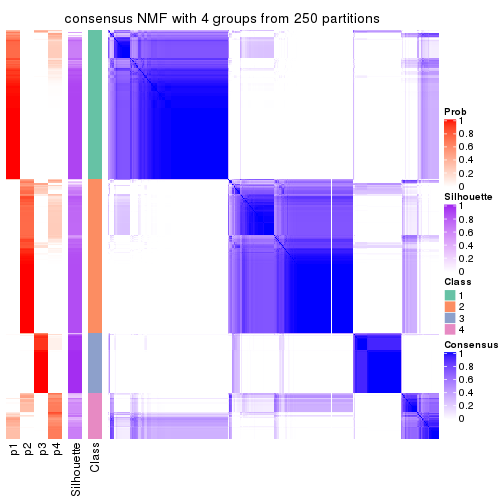 consensus NMF with 4 groups from 250 partitions
Prob
1
0.8
0.6
0.4
0.2
0
Silhouette
1
0.8
0.6
0.4
0.2
0
Class
1
2
3
4
Consensus
1
0.8
0.6
0.4
0.2
0
p1
p2
p3
p4
Silhouette
Class